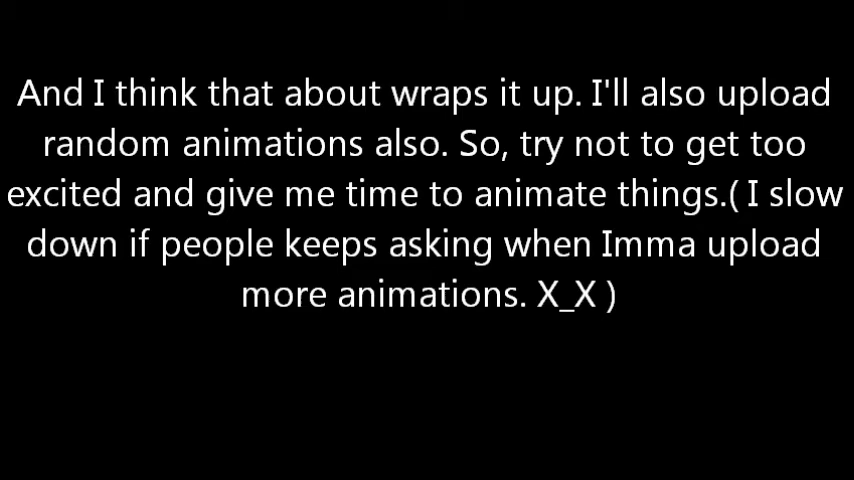 And I think that about wraps it up. I'll also upload
random animations also. So, try not to get too
excited and give me time to animate things.( I slow
down if people keeps asking when Imma upload
more animations. X_X )